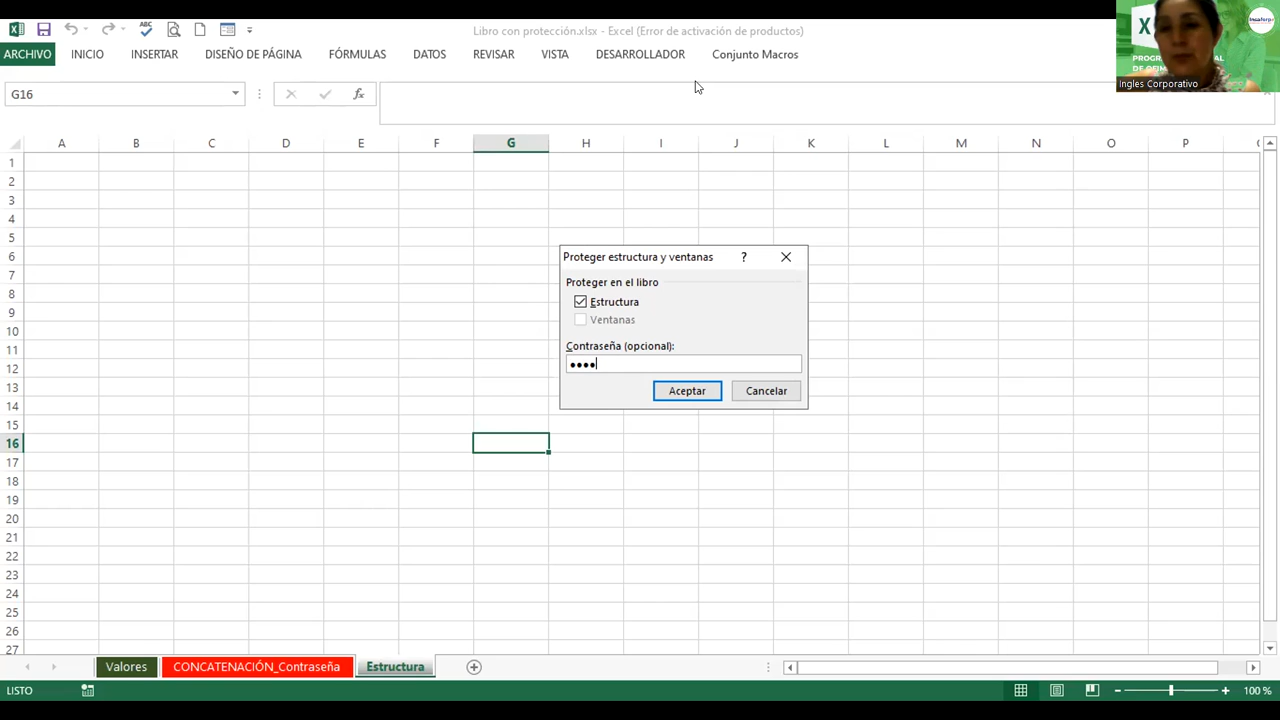 Libro con protección.xlsx - Excel (Error de activación de productos)
ARCHIVO INICIO INSERTAR DISEÑO DE PÁGINA FÓRMULAS DATOS REVISAR VISTA DESARROLLADOR Conjunto Macros
Ingles Corporativo
G16
A B C D E F G H I J K L M N O P
1
2
3
4
5
6
7
8
9
10
11
12
13
14
15
16
17
18
19
20
21
22
23
24
25
26
27
Proteger estructura y ventanas ?
Proteger en el libro
Estructura
Ventanas
Contraseña (opcional):
••••
Aceptar Cancelar
Valores CONCATENACIÓN_Contraseña Estructura
LISTO 100 %